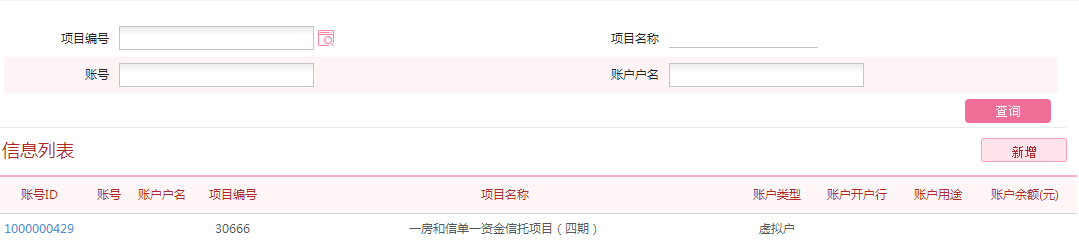 项目编号 项目名称
账号 账户户名
查询
信息列表 新增
账号ID 账号 账户户名 项目编号 项目名称 账户类型 账户开户行 账户用途 账户余额(元)
1000000429 30666 一房和信单一资金信托项目（四期） 虚拟户